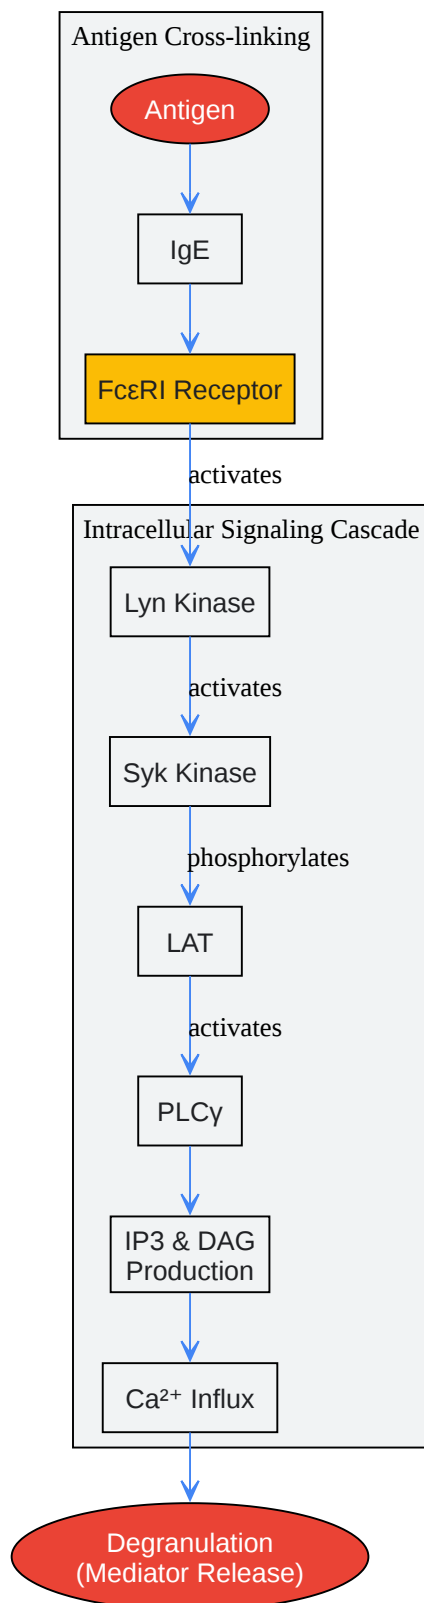 Antigen Cross-linking
Antigen
IgE
FcεRI Receptor
activates
Intracellular Signaling Cascade
Lyn Kinase
activates
Syk Kinase
phosphorylates
LAT
activates
PLCγ
IP3 & DAG
Production
Ca²⁺ Influx
Degranulation
(Mediator Release)